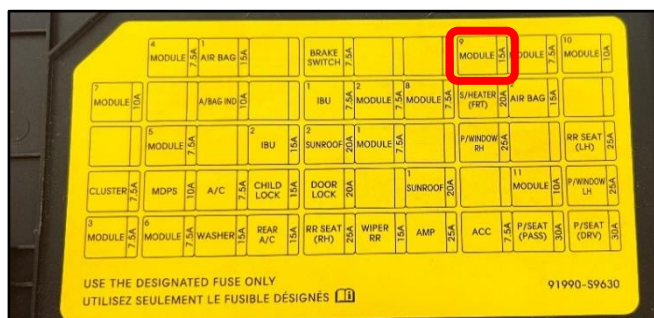 4 MODULE 7.5A 1 AIR BAG 15A BRAKE SWITCH 7.5A 9 MODULE 15A MODULE 7.5A 10 MODULE 10A
7 MODULE 10A A/BAG IND 10A 1 IBU 7.5A 2 MODULE 7.5A 8 MODULE 7.5A S/HEATER (FRT) 20A 2 AIR BAG 15A
5 MODULE 7.5A 2 IBU 15A 2 SUNROOF 20A 1 MODULE 7.5A P/WINDOW RH 25A RR SEAT (LH) 25A
CLUSTER 7.5A MDPS 10A A/C 7.5A CHILD LOCK 15A DOOR LOCK 20A 1 SUNROOF 20A 11 MODULE 10A P/WINDOW LH 25A
3 MODULE 7.5A 6 MODULE 7.5A WASHER 15A REAR A/C 15A RR SEAT (RH) 25A WIPER RR 15A AMP 25A ACC 7.5A P/SEAT (PASS) 30A P/SEAT (DRV) 30A
USE THE DESIGNATED FUSE ONLY 91990-S9630
UTILISEZ SEULEMENT LE FUSIBLE DÉSIGNÉS